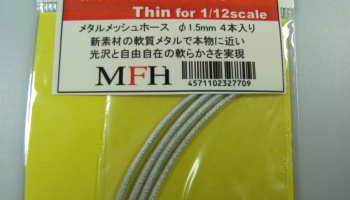 Thin for 1/12scale
メタルメッシュホース φ1.5mm 4本入り
新素材の軟質メタルで本物に近い
光沢と自由自在の軟らかさを実現
MFH
4571102327709